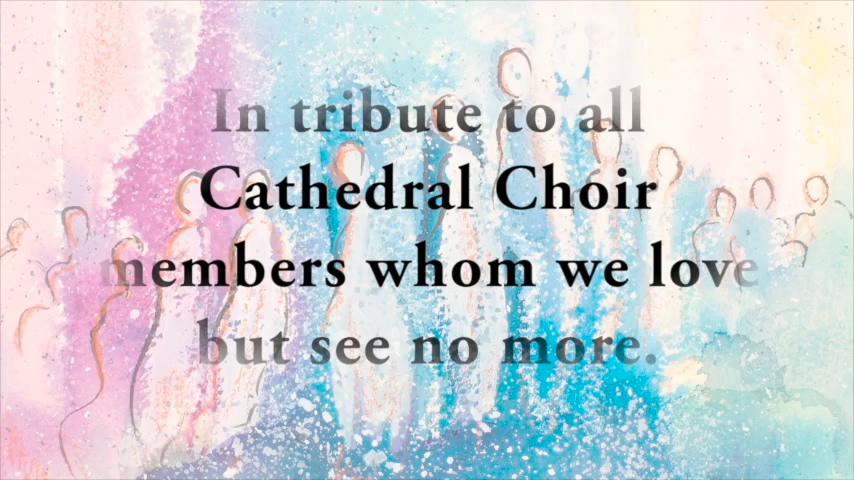 In tribute to all
Cathedral Choir
members whom we love
but see no more.